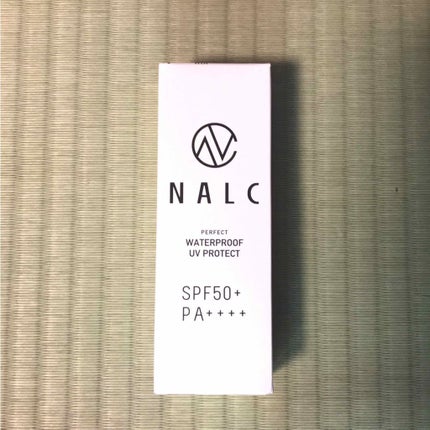 NALC
PERFECT
WATERPROOF
UV PROTECT
SPF50+
PA++++